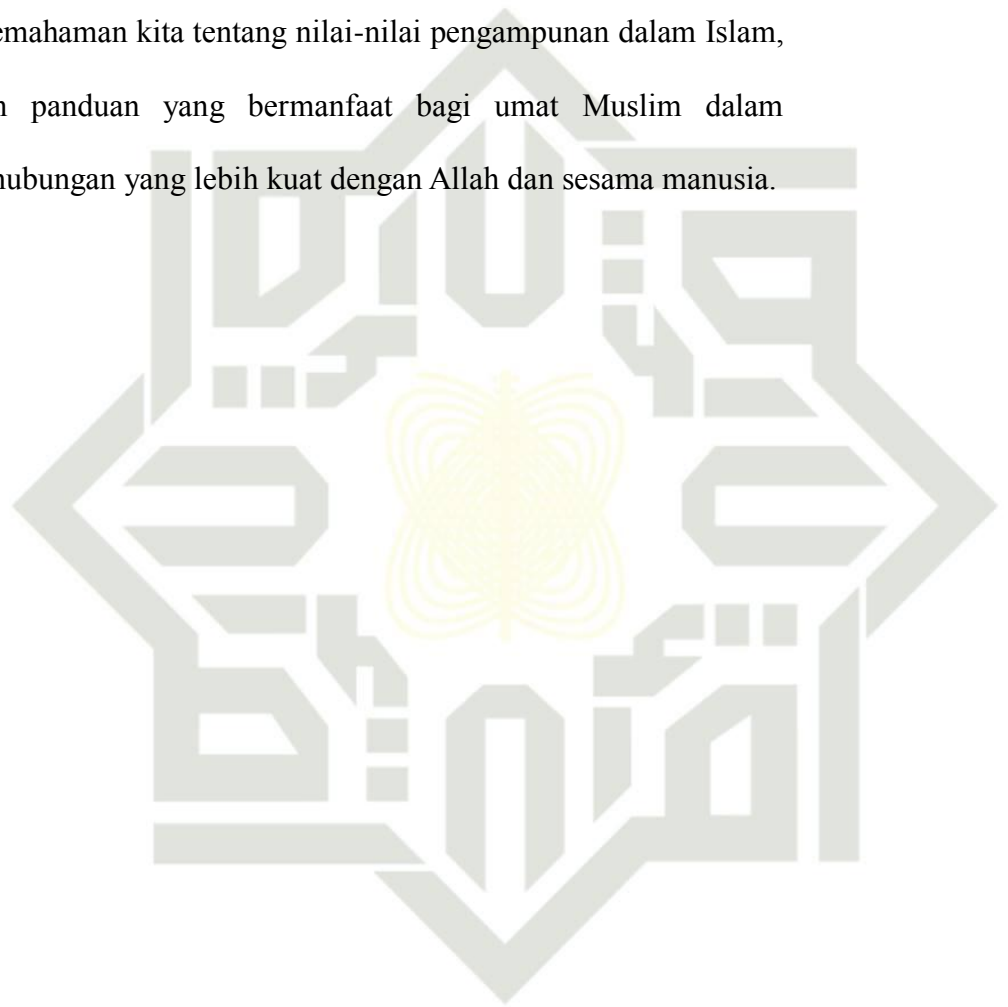 emahaman kita tentang nilai-nilai pengampunan dalam Islam,
n panduan yang bermanfaat bagi umat Muslim dalam
hubungan yang lebih kuat dengan Allah dan sesama manusia.